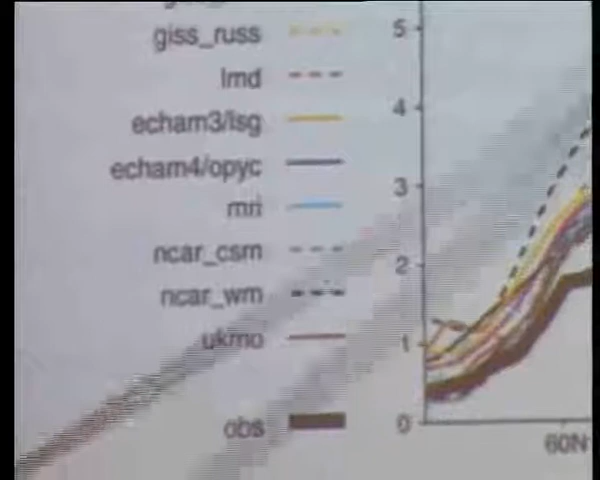 giss_russ
lmd
echam3/lsg
echam4/opyc
mri
ncar_csm
ncar_wm
ukmo
obs
5
4
3
2
1
0
60N